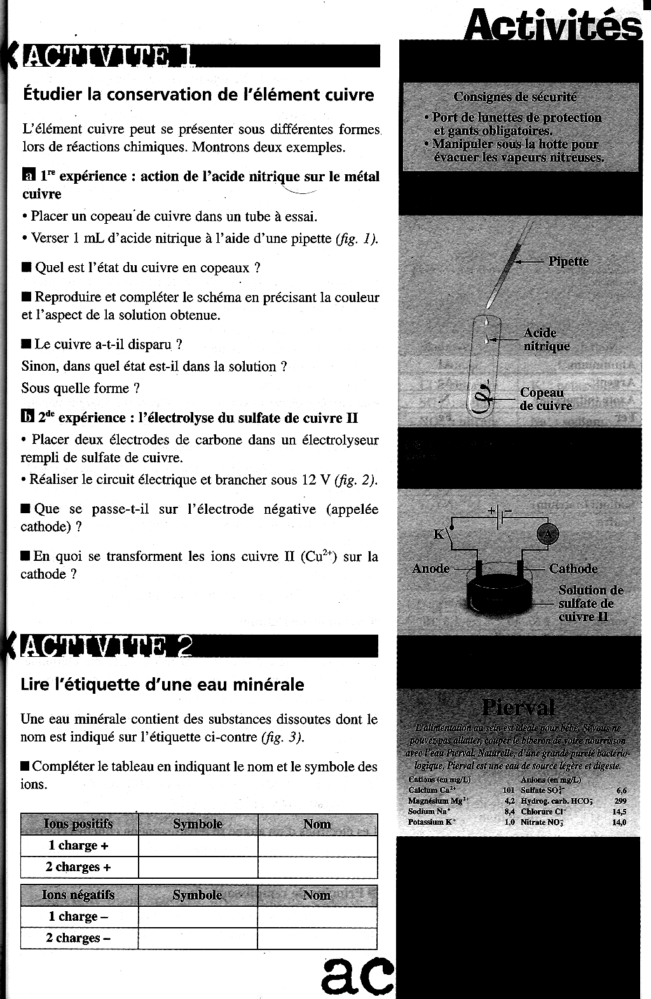 Activités
ACTIVITE 1
Étudier la conservation de l'élément cuivre
L'élément cuivre peut se présenter sous différentes formes
lors de réactions chimiques. Montrons deux exemples.
a 1re expérience : action de l'acide nitrique sur le métal
cuivre
• Placer un copeau de cuivre dans un tube à essai.
• Verser 1 mL d'acide nitrique à l'aide d'une pipette (fig. 1).
■ Quel est l'état du cuivre en copeaux ?
■ Reproduire et compléter le schéma en précisant la couleur
et l'aspect de la solution obtenue.
■ Le cuivre a-t-il disparu ?
Sinon, dans quel état est-il dans la solution ?
Sous quelle forme ?
b 2de expérience : l'électrolyse du sulfate de cuivre II
• Placer deux électrodes de carbone dans un électrolyseur
rempli de sulfate de cuivre.
• Réaliser le circuit électrique et brancher sous 12 V (fig. 2).
■ Que se passe-t-il sur l'électrode négative (appelée
cathode) ?
■ En quoi se transforment les ions cuivre II (Cu²⁺) sur la
cathode ?
Consignes de sécurité
• Port de lunettes de protection
et gants obligatoires.
• Manipuler sous la hotte pour
évacuer les vapeurs nitreuses.
Pipette
Acide
nitrique
Copeau
de cuivre
+ −
K
A
Anode
Cathode
Solution de
sulfate de
cuivre II
ACTIVITE 2
Lire l'étiquette d'une eau minérale
Une eau minérale contient des substances dissoutes dont le
nom est indiqué sur l'étiquette ci-contre (fig. 3).
■ Compléter le tableau en indiquant le nom et le symbole des
ions.
Ions positifs Symbole Nom
1 charge +
2 charges +
Ions négatifs Symbole Nom
1 charge –
2 charges –
Pierval
L'alimentation au sein est idéale pour bébé. Si vous ne
pouvez pas allaiter, couper le biberon de votre nourrisson
avec l'eau Pierval. Naturelle, d'une grande pureté bactério-
logique, Pierval est une eau de source légère et digeste.
Cations (en mg/L) Anions (en mg/L)
Calcium Ca²⁺ 101 Sulfate SO₄²⁻ 6,6
Magnésium Mg²⁺ 4,2 Hydrog. carb. HCO₃⁻ 299
Sodium Na⁺ 8,4 Chlorure Cl⁻ 14,5
Potassium K⁺ 1,0 Nitrate NO₃⁻ 14,0
ac